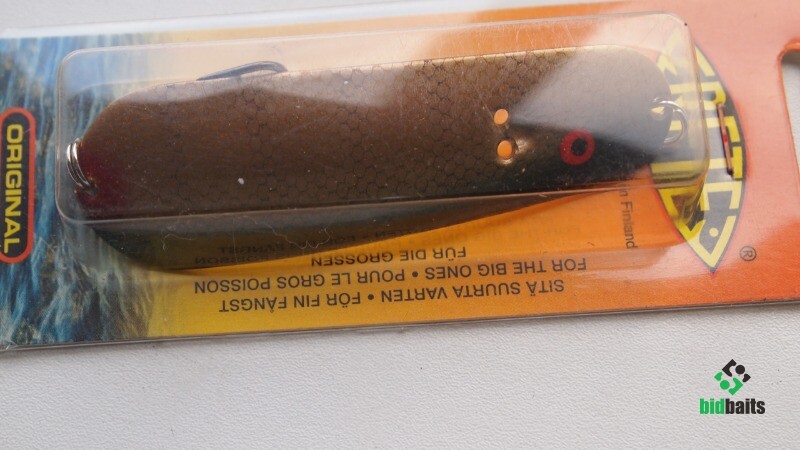 ORIGINAL
SITÄ SUURTA VARTEN • FÖR FIN FÅNGST
FOR THE BIG ONES • POUR LE GROS POISSON
FÜR DIE GROSSEN
in Finland
®
bidbaits